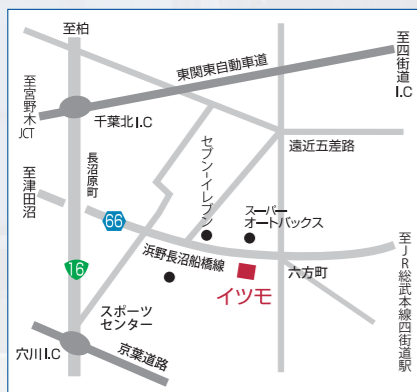 至柏
至四街道I.C
東関東自動車道
至宮野木JCT
千葉北I.C
遠近五差路
セブン-イレブン
スーパーオートバックス
長沼原町
至津田沼
66
浜野長沼船橋線
16
六方町
至JR総武本線四街道駅
イツモ
スポーツ
センター
穴川I.C
京葉道路